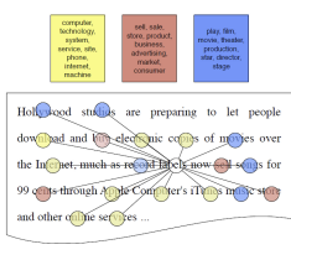 computer,
technology,
system,
service, site,
phone,
internet,
machine
sell, sale,
store, product,
business,
advertising,
market,
consumer
play, film,
movie, theater,
production,
star, director,
stage
Hollywood studios are preparing to let people
download and buy electronic copies of movies over
the Internet, much as record labels now sell songs for
99 cents through Apple Computer's iTunes music store
and other online services ...